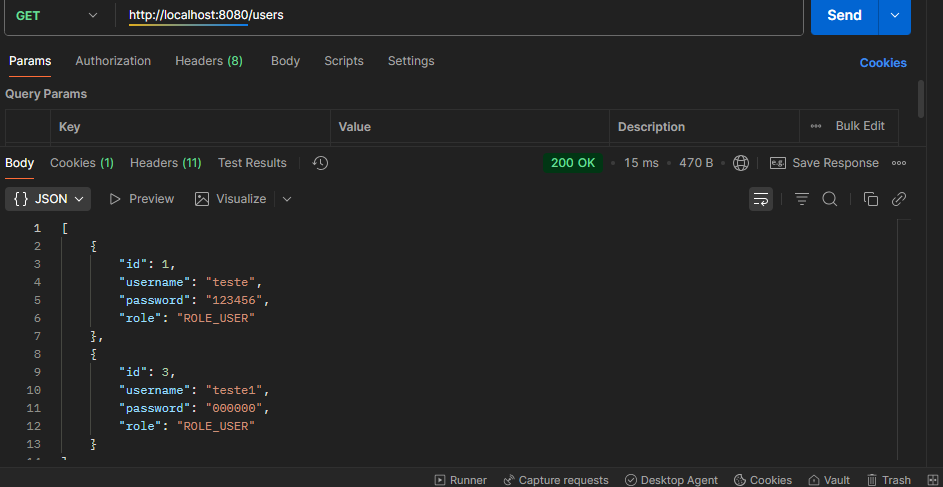 GET http://localhost:8080/users Send
Params Authorization Headers (8) Body Scripts Settings Cookies
Query Params
Key Value Description ••• Bulk Edit
Body Cookies (1) Headers (11) Test Results 200 OK • 15 ms • 470 B • e.g. Save Response •••
{} JSON Preview Visualize
1 [
2 {
3 "id": 1,
4 "username": "teste",
5 "password": "123456",
6 "role": "ROLE_USER"
7 },
8 {
9 "id": 3,
10 "username": "teste1",
11 "password": "000000",
12 "role": "ROLE_USER"
13 }
Runner Capture requests Desktop Agent Cookies Vault Trash